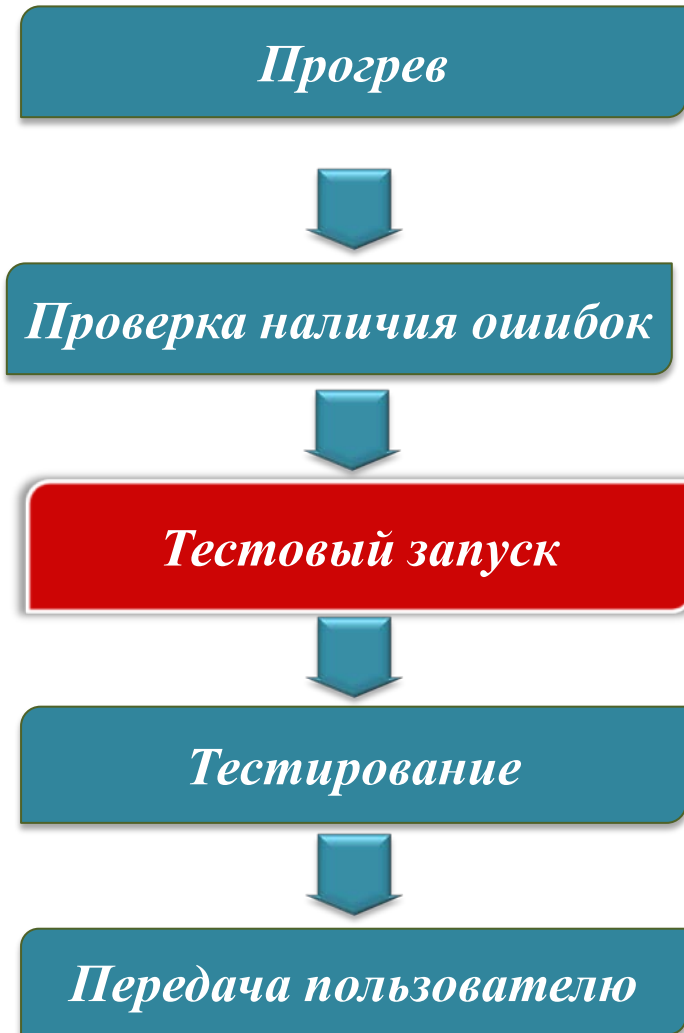 Прогрев
Проверка наличия ошибок
Тестовый запуск
Тестирование
Передача пользователю